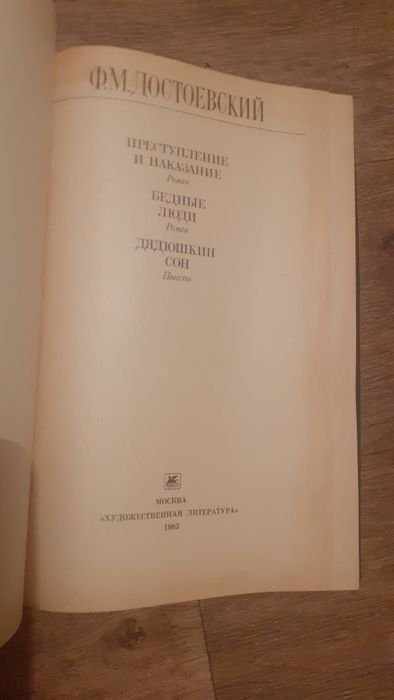 Ф.М.ДОСТОЕВСКИЙ
ПРЕСТУПЛЕНИЕ
И НАКАЗАНИЕ
Роман
БЕДНЫЕ
ЛЮДИ
Роман
ДЯДЮШКИН
СОН
Повесть
МОСКВА
«ХУДОЖЕСТВЕННАЯ ЛИТЕРАТУРА»
1983